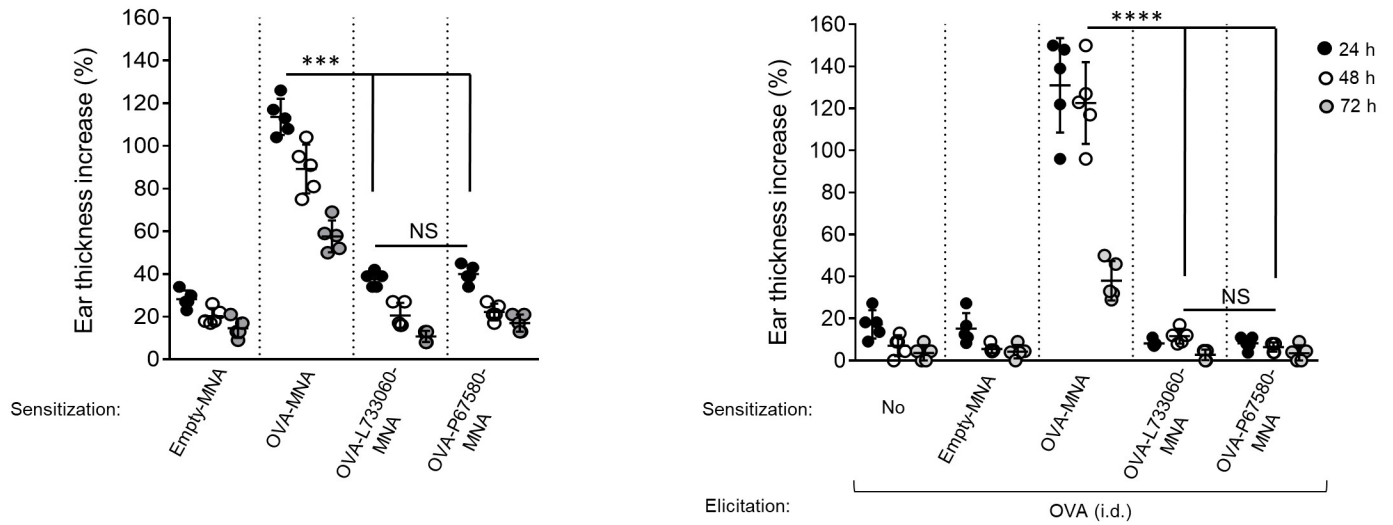 160
140
120
100
80
60
40
20
0
Ear thickness increase (%)
***
NS
Sensitization:
Empty-MNA
OVA-MNA
OVA-L733060-
MNA
OVA-P67580-
MNA
160
140
120
100
80
60
40
20
0
Ear thickness increase (%)
****
NS
24 h
48 h
72 h
Sensitization:
No
Empty-MNA
OVA-MNA
OVA-L733060-
MNA
OVA-P67580-
MNA
Elicitation:
OVA (i.d.)